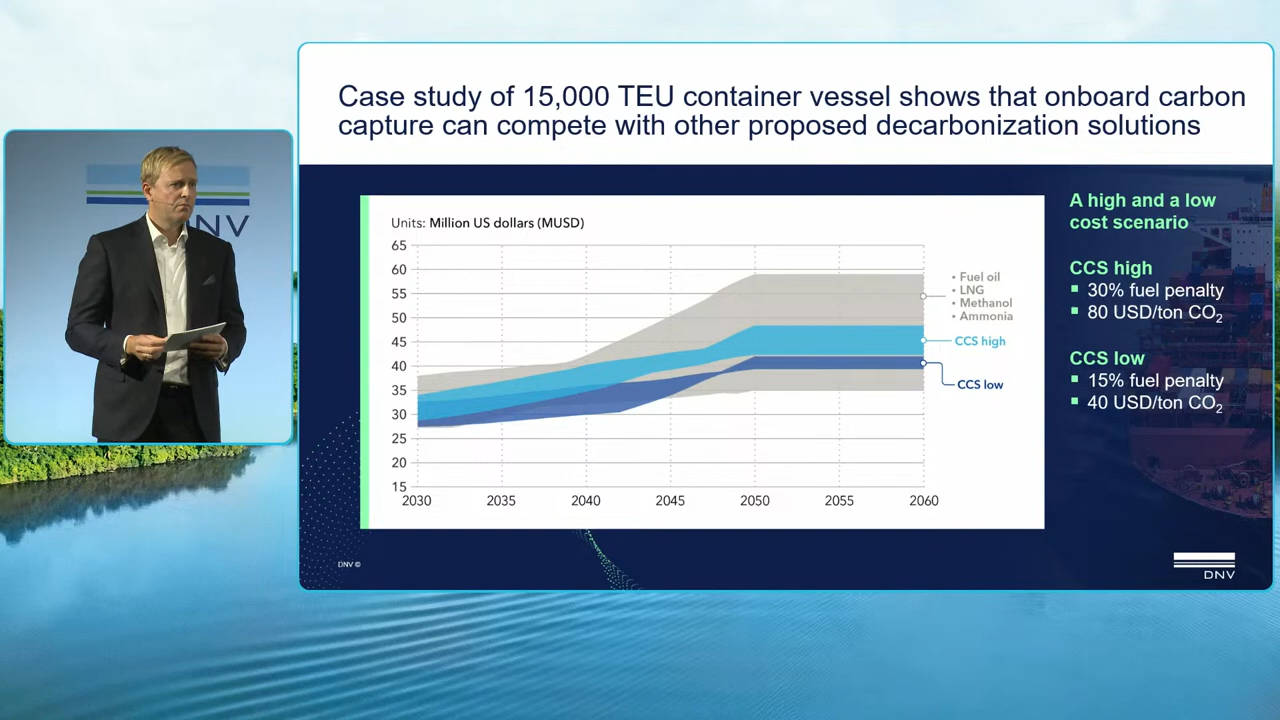 Case study of 15,000 TEU container vessel shows that onboard carbon
capture can compete with other proposed decarbonization solutions
NV
Units: Million US dollars (MUSD)
65
60
55
50
45
40
35
30
25
20
15
2030 2035 2040 2045 2050 2055 2060
• Fuel oil
• LNG
• Methanol
• Ammonia
CCS high
CCS low
A high and a low
cost scenario
CCS high
▪ 30% fuel penalty
▪ 80 USD/ton CO₂
CCS low
▪ 15% fuel penalty
▪ 40 USD/ton CO₂
DNV ©
DNV